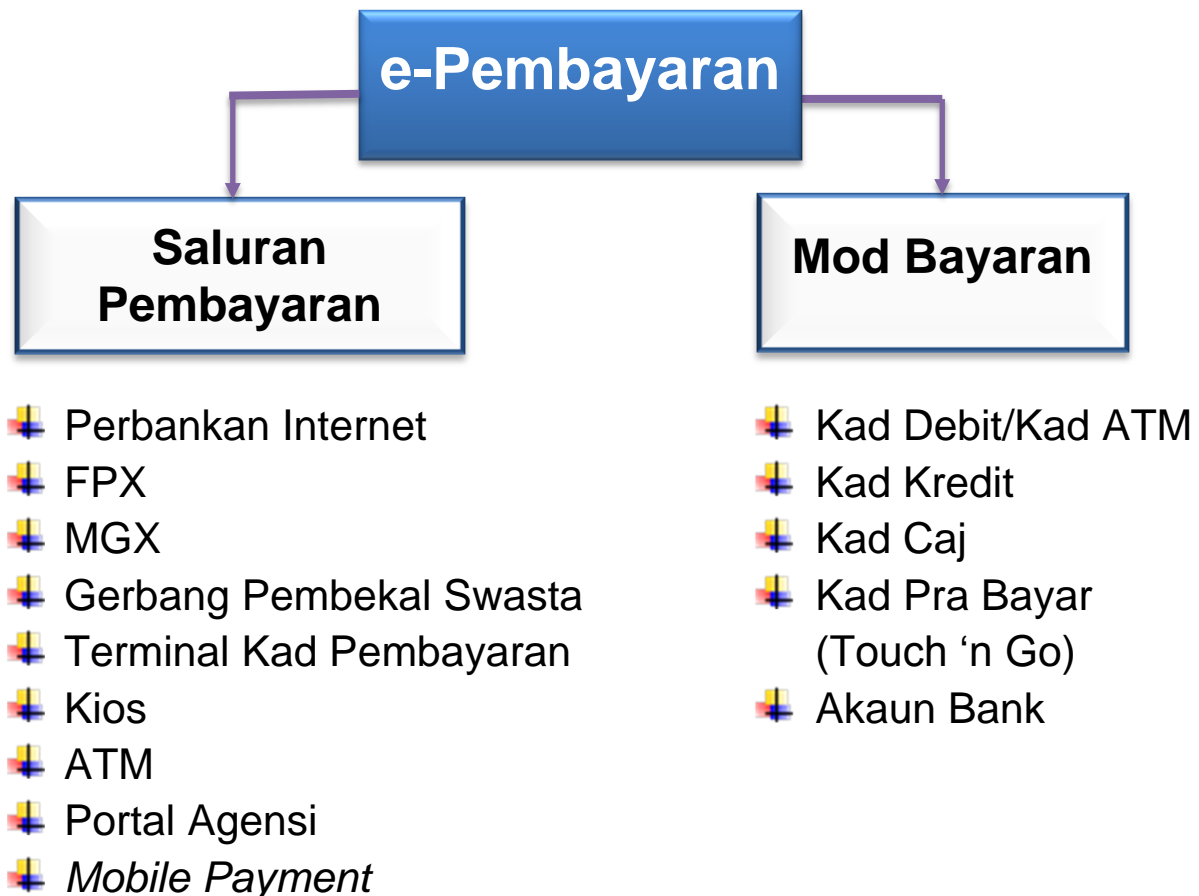 e-Pembayaran
Saluran
Pembayaran
Perbankan Internet
FPX
MGX
Gerbang Pembekal Swasta
Terminal Kad Pembayaran
Kios
ATM
Portal Agensi
Mobile Payment
Mod Bayaran
Kad Debit/Kad ATM
Kad Kredit
Kad Caj
Kad Pra Bayar
(Touch ‘n Go)
Akaun Bank